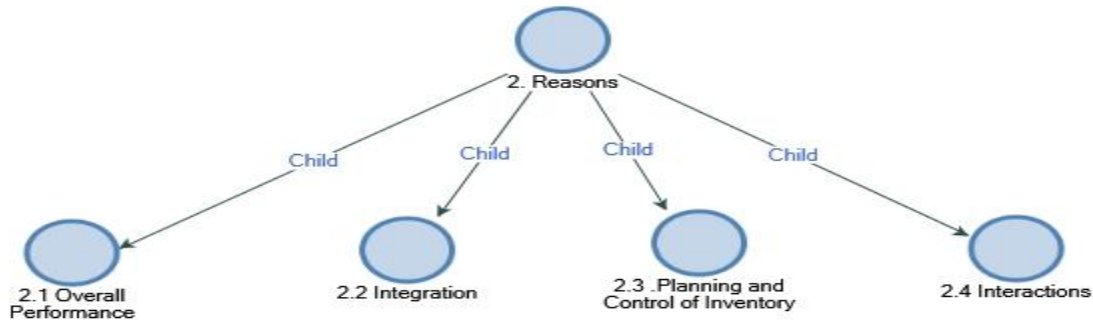 2. Reasons
Child
Child
Child
Child
2.1 Overall
Performance
2.2 Integration
2.3 .Planning and
Control of Inventory
2.4 Interactions